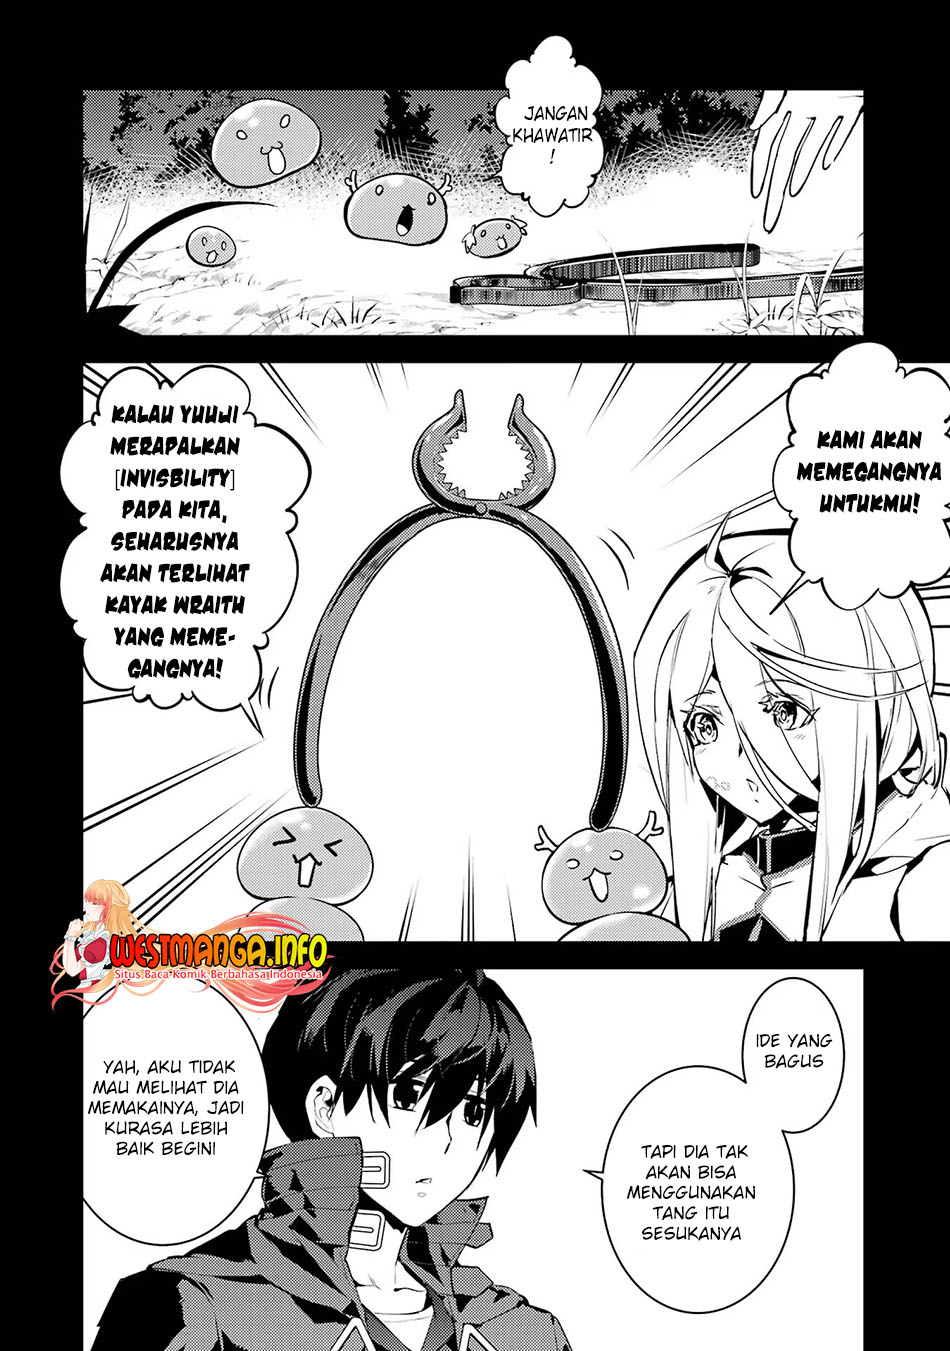 JANGAN
KHAWATIR
!
KAMI AKAN
MEMEGANGNYA
UNTUKMU!
KALAU YUUJI
MERAPALKAN
[INVISBILITY]
PADA KITA,
SEHARUSNYA
AKAN TERLIHAT
KAYAK WRAITH
YANG MEME-
GANGNYA!
WESTMANGA.INFO
Situs Baca Komik Berbahasa Indonesia
IDE YANG
BAGUS
TAPI DIA TAK
AKAN BISA
MENGGUNAKAN
TANG ITU
SESUKANYA
YAH, AKU TIDAK
MAU MELIHAT DIA
MEMAKAINYA, JADI
KURASA LEBIH
BAIK BEGINI